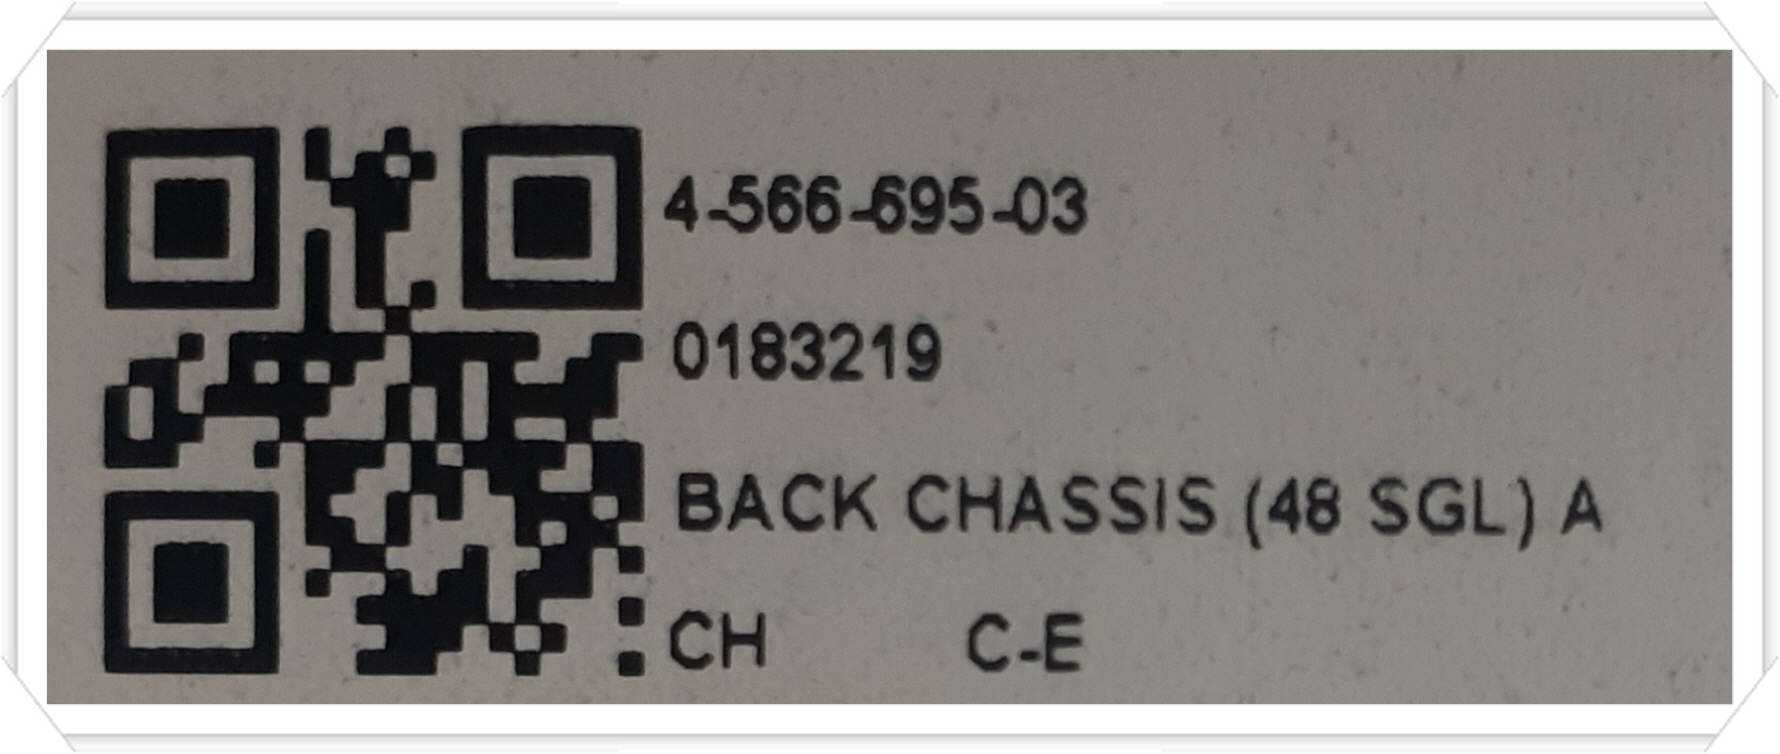 4-566-695-03
0183219
BACK CHASSIS (48 SGL) A
CH C-E